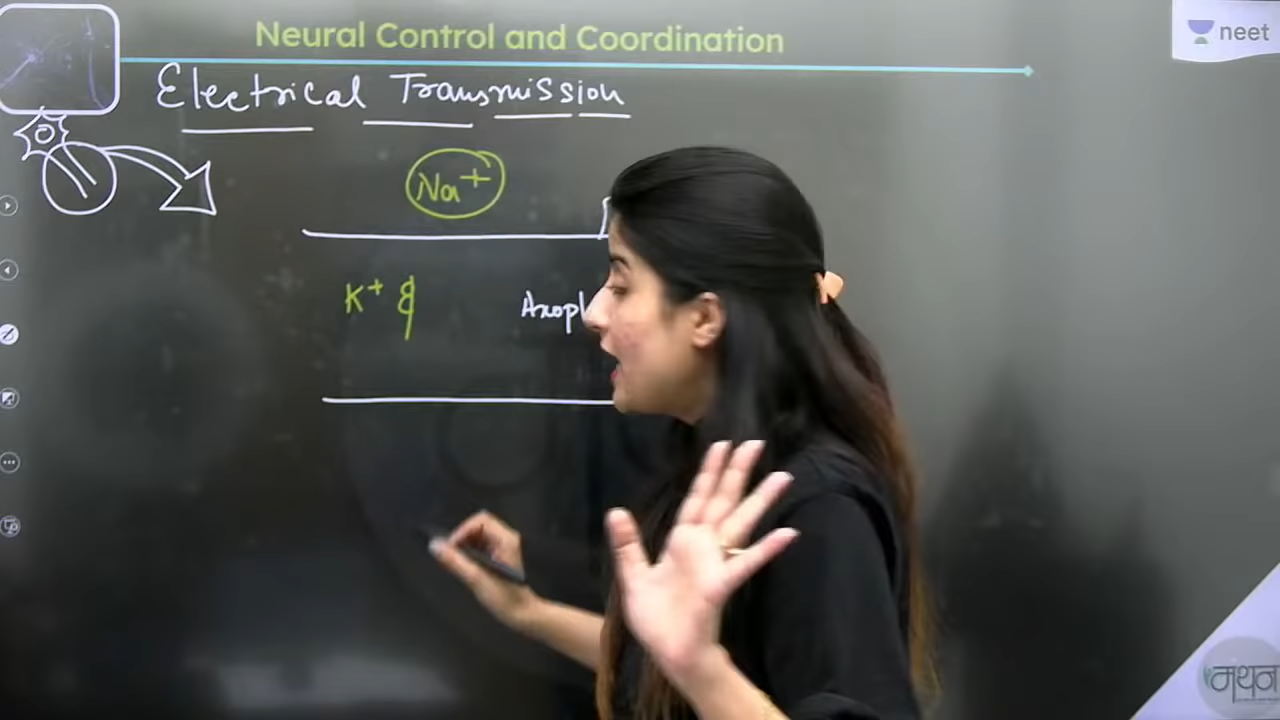 Neural Control and Coordination
neet
Electrical Transmission
Na+
K+
Axopl
मंथन